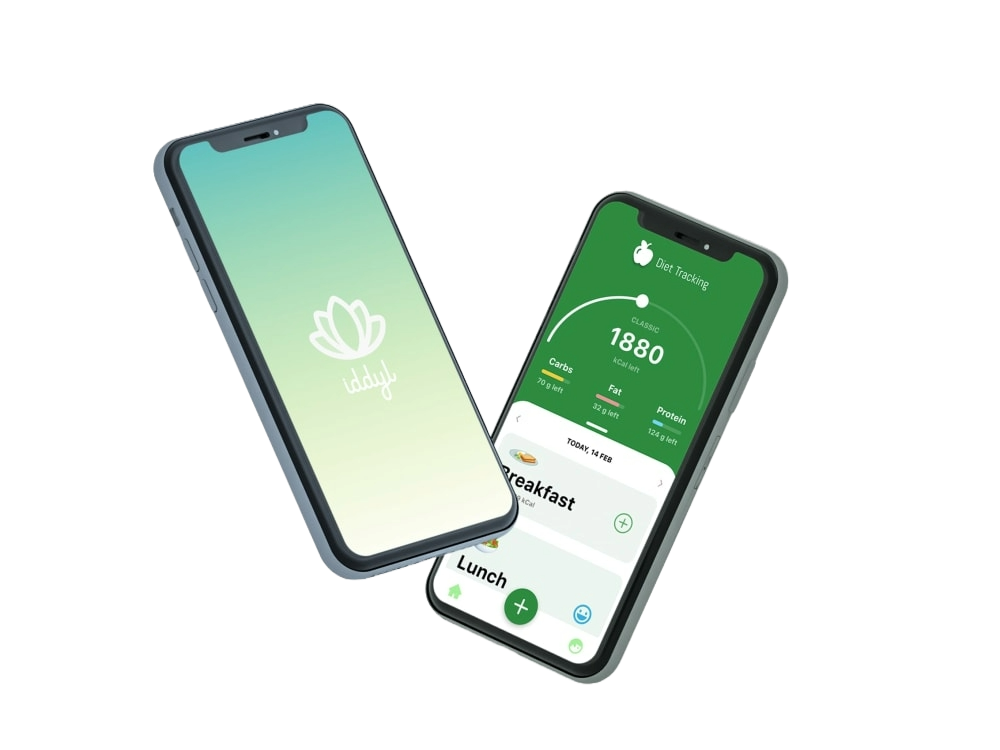 iddyl
Diet Tracking
CLASSIC
1880
kCal left
Carbs
70 g left
Fat
32 g left
Protein
124 g left
TODAY, 14 FEB
Breakfast
kCal
Lunch